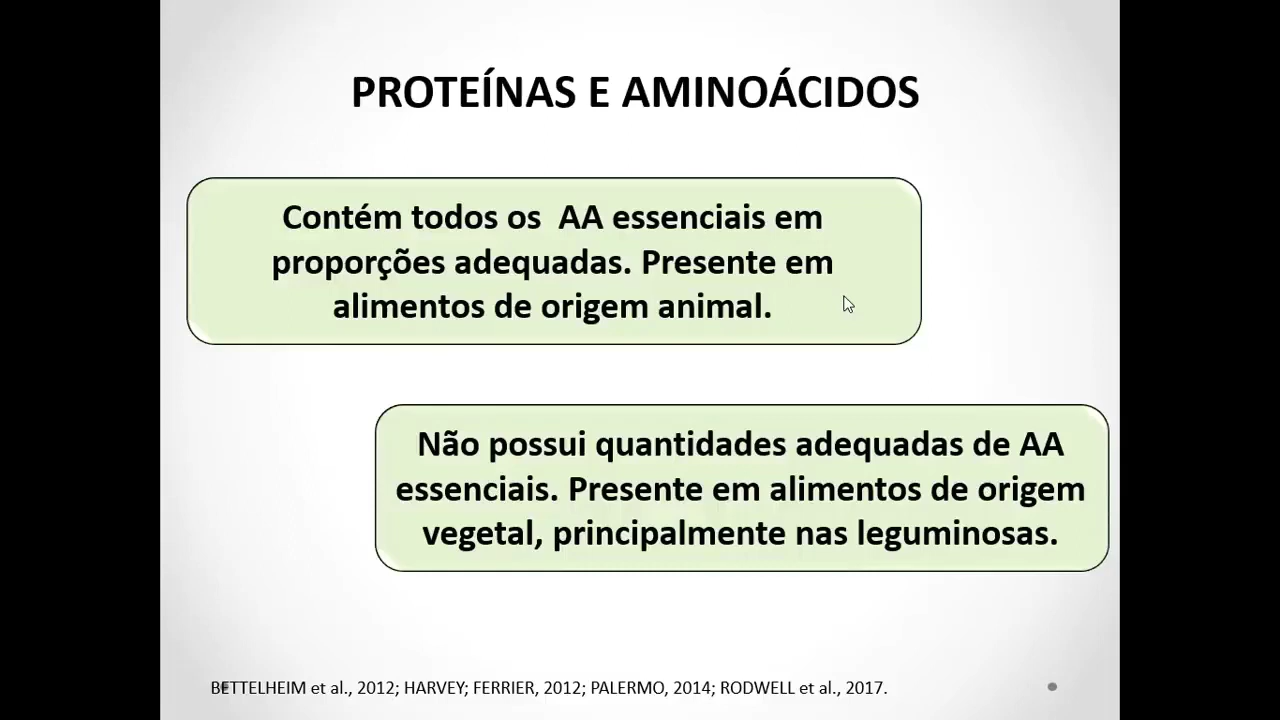 PROTEÍNAS E AMINOÁCIDOS
Contém todos os AA essenciais em
proporções adequadas. Presente em
alimentos de origem animal.
Não possui quantidades adequadas de AA
essenciais. Presente em alimentos de origem
vegetal, principalmente nas leguminosas.
BETTELHEIM et al., 2012; HARVEY; FERRIER, 2012; PALERMO, 2014; RODWELL et al., 2017.